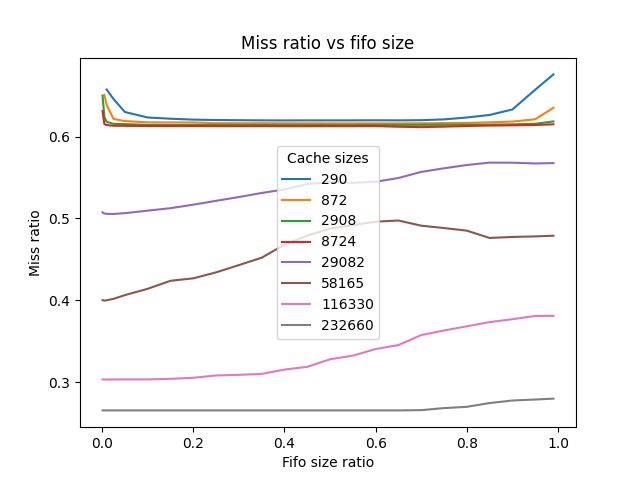 Miss ratio vs fifo size
Miss ratio
0.6
0.5
0.4
0.3
Cache sizes
290
872
2908
8724
29082
58165
116330
232660
0.0 0.2 0.4 0.6 0.8 1.0
Fifo size ratio